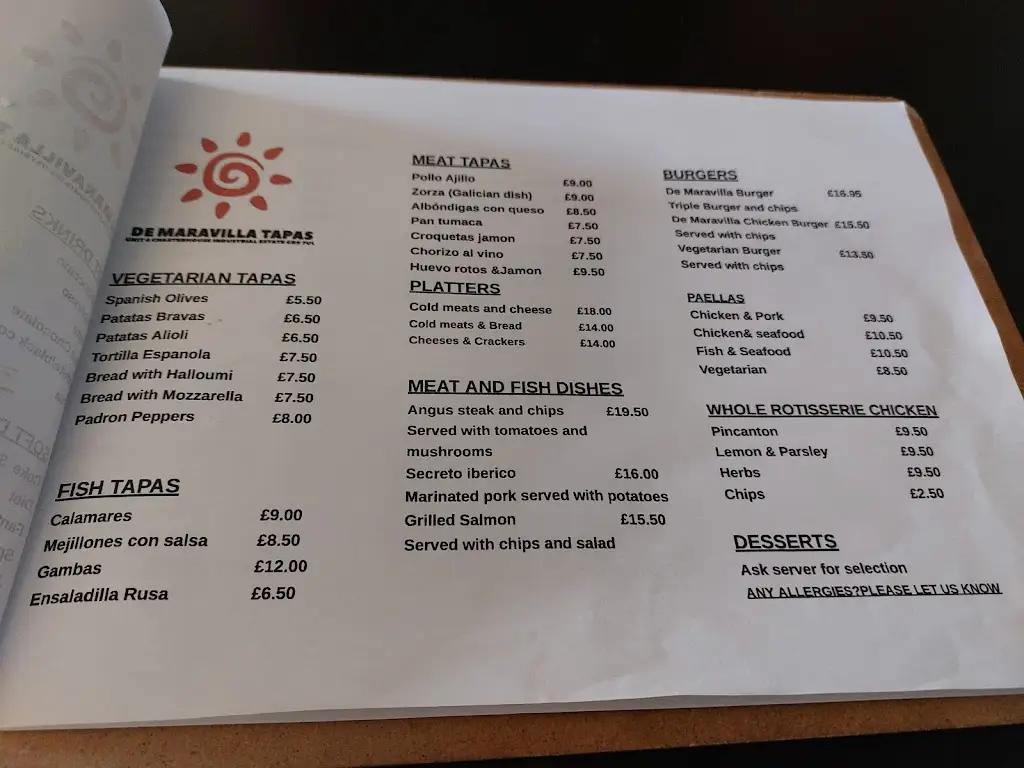 DE MARAVILLA TAPAS
VEGETARIAN TAPAS
Spanish Olives £5.50
Patatas Bravas £6.50
Patatas Alioli £6.50
Tortilla Espanola £7.50
Bread with Halloumi £7.50
Bread with Mozzarella £7.50
Padron Peppers £8.00
FISH TAPAS
Calamares £9.00
Mejillones con salsa £8.50
Gambas £12.00
Ensaladilla Rusa £6.50
MEAT TAPAS
Pollo Ajillo £9.00
Zorza (Galician dish) £9.00
Albóndigas con queso £8.50
Pan tumaca £7.50
Croquetas jamon £7.50
Chorizo al vino £7.50
Huevo rotos &Jamon £9.50
PLATTERS
Cold meats and cheese £18.00
Cold meats & Bread £14.00
Cheeses & Crackers £14.00
MEAT AND FISH DISHES
Angus steak and chips £19.50
Served with tomatoes and
mushrooms
Secreto iberico £16.00
Marinated pork served with potatoes
Grilled Salmon £15.50
Served with chips and salad
BURGERS
De Maravilla Burger £16.95
Triple Burger and chips
De Maravilla Chicken Burger £15.50
Served with chips
Vegetarian Burger £13.50
Served with chips
PAELLAS
Chicken & Pork £9.50
Chicken& seafood £10.50
Fish & Seafood £10.50
Vegetarian £8.50
WHOLE ROTISSERIE CHICKEN
Pincanton £9.50
Lemon & Parsley £9.50
Herbs £9.50
Chips £2.50
DESSERTS
Ask server for selection
ANY ALLERGIES?PLEASE LET US KNOW